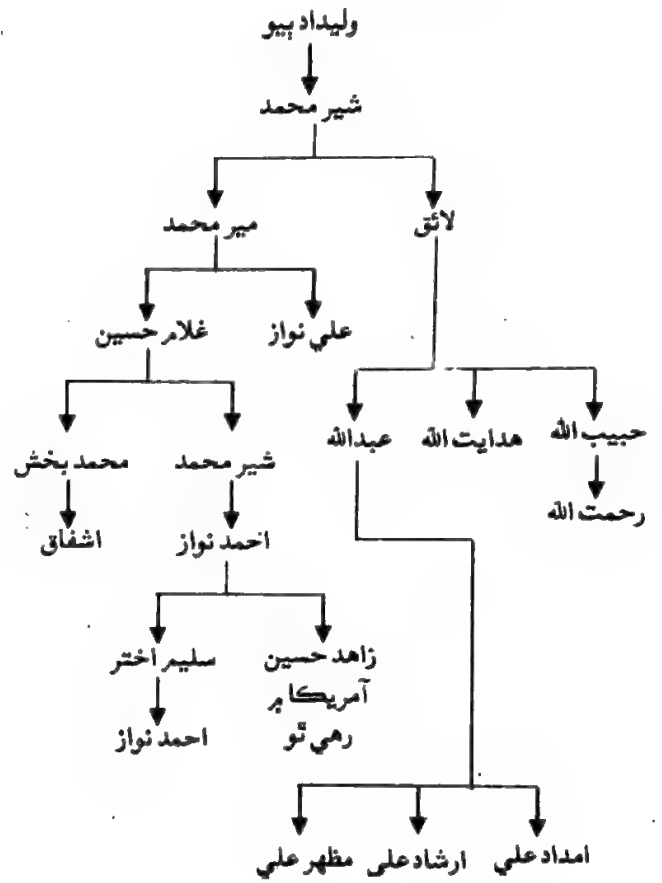 وليداد ٻيو
شير محمد
لائق
مير محمد
علي نواز
غلام حسين
حبيب الله
هدايت الله
عبدالله
شير محمد
محمد بخش
رحمت الله
احمد نواز
اشفاق
زاهد حسين
آمريڪا ۾
رهي ٿو
سليم اختر
احمد نواز
امداد علي
ارشاد علی
مظهر علي